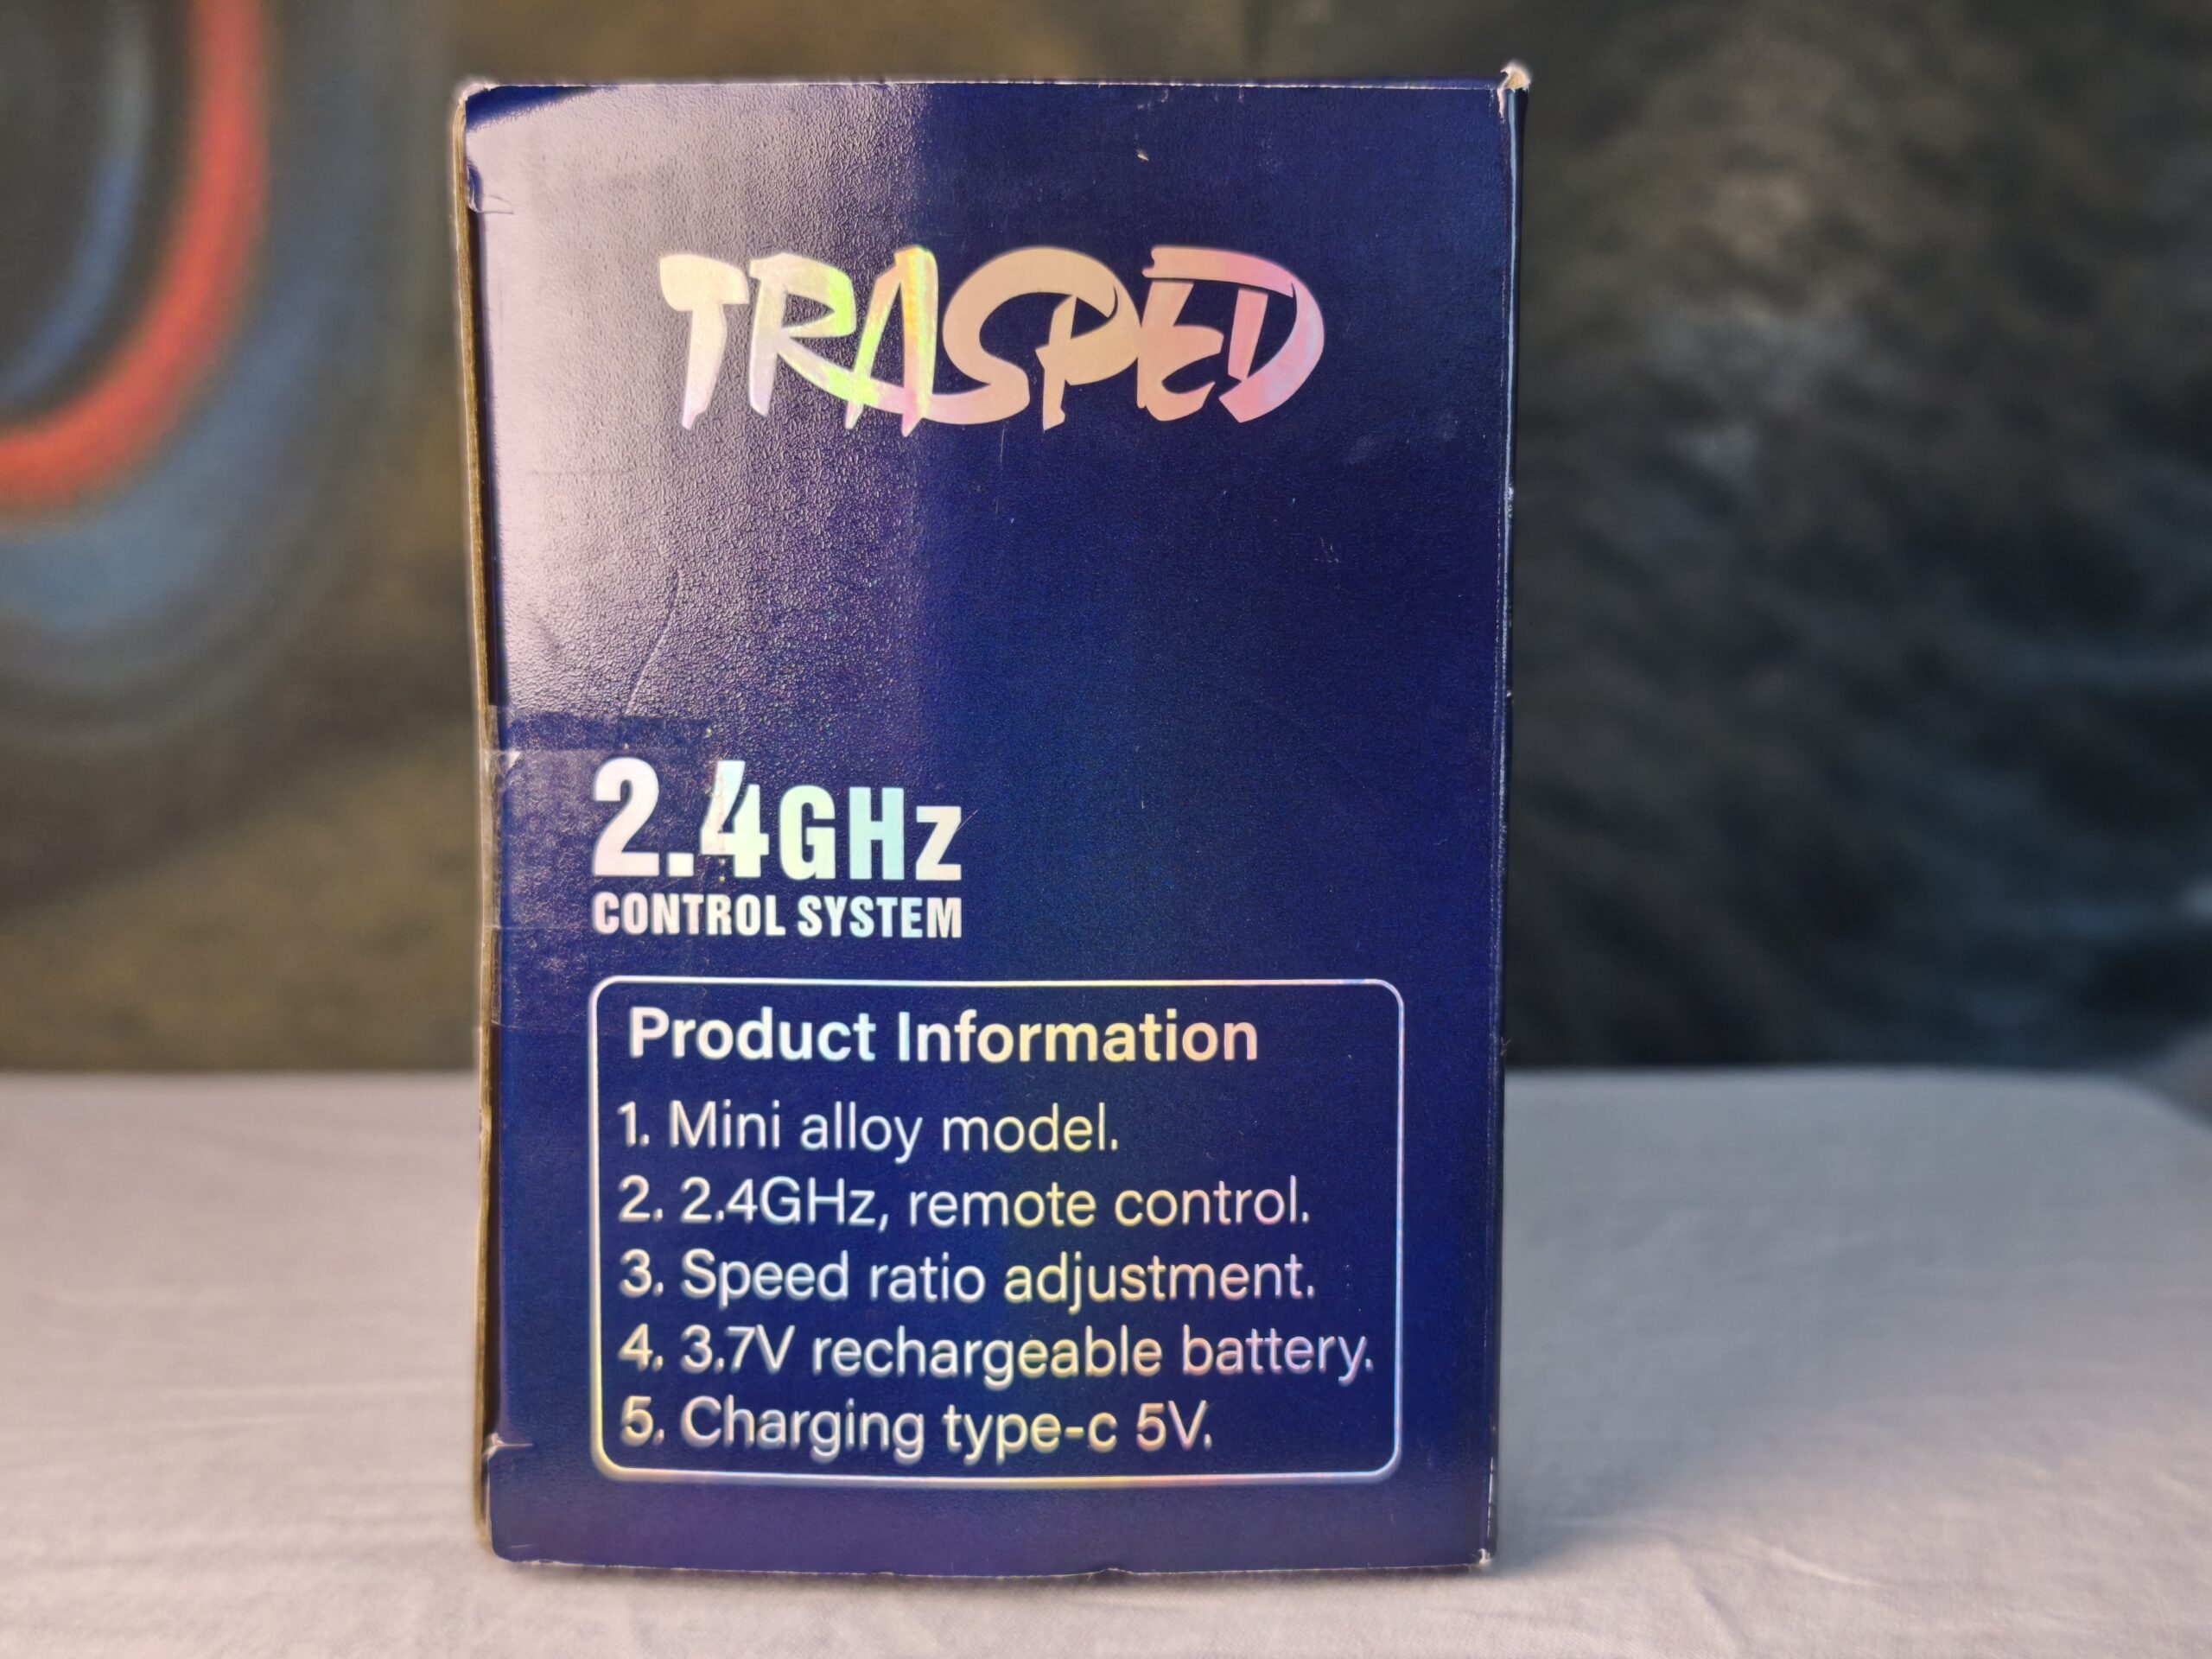 TRASPED
2.4GHz
CONTROL SYSTEM
Product Information
1. Mini alloy model.
2. 2.4GHz, remote control.
3. Speed ratio adjustment.
4. 3.7V rechargeable battery.
5. Charging type-c 5V.